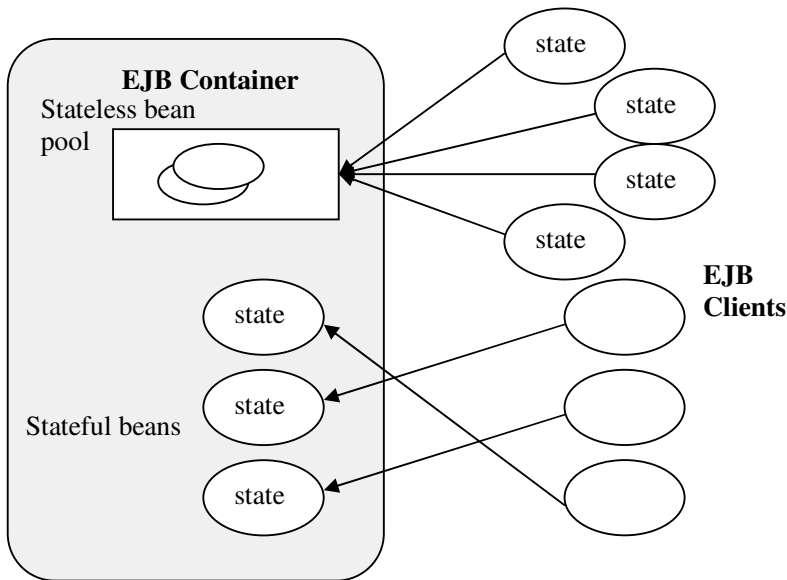 state
EJB Container
Stateless bean
pool
state
state
state
EJB
Clients
state
state
Stateful beans
state